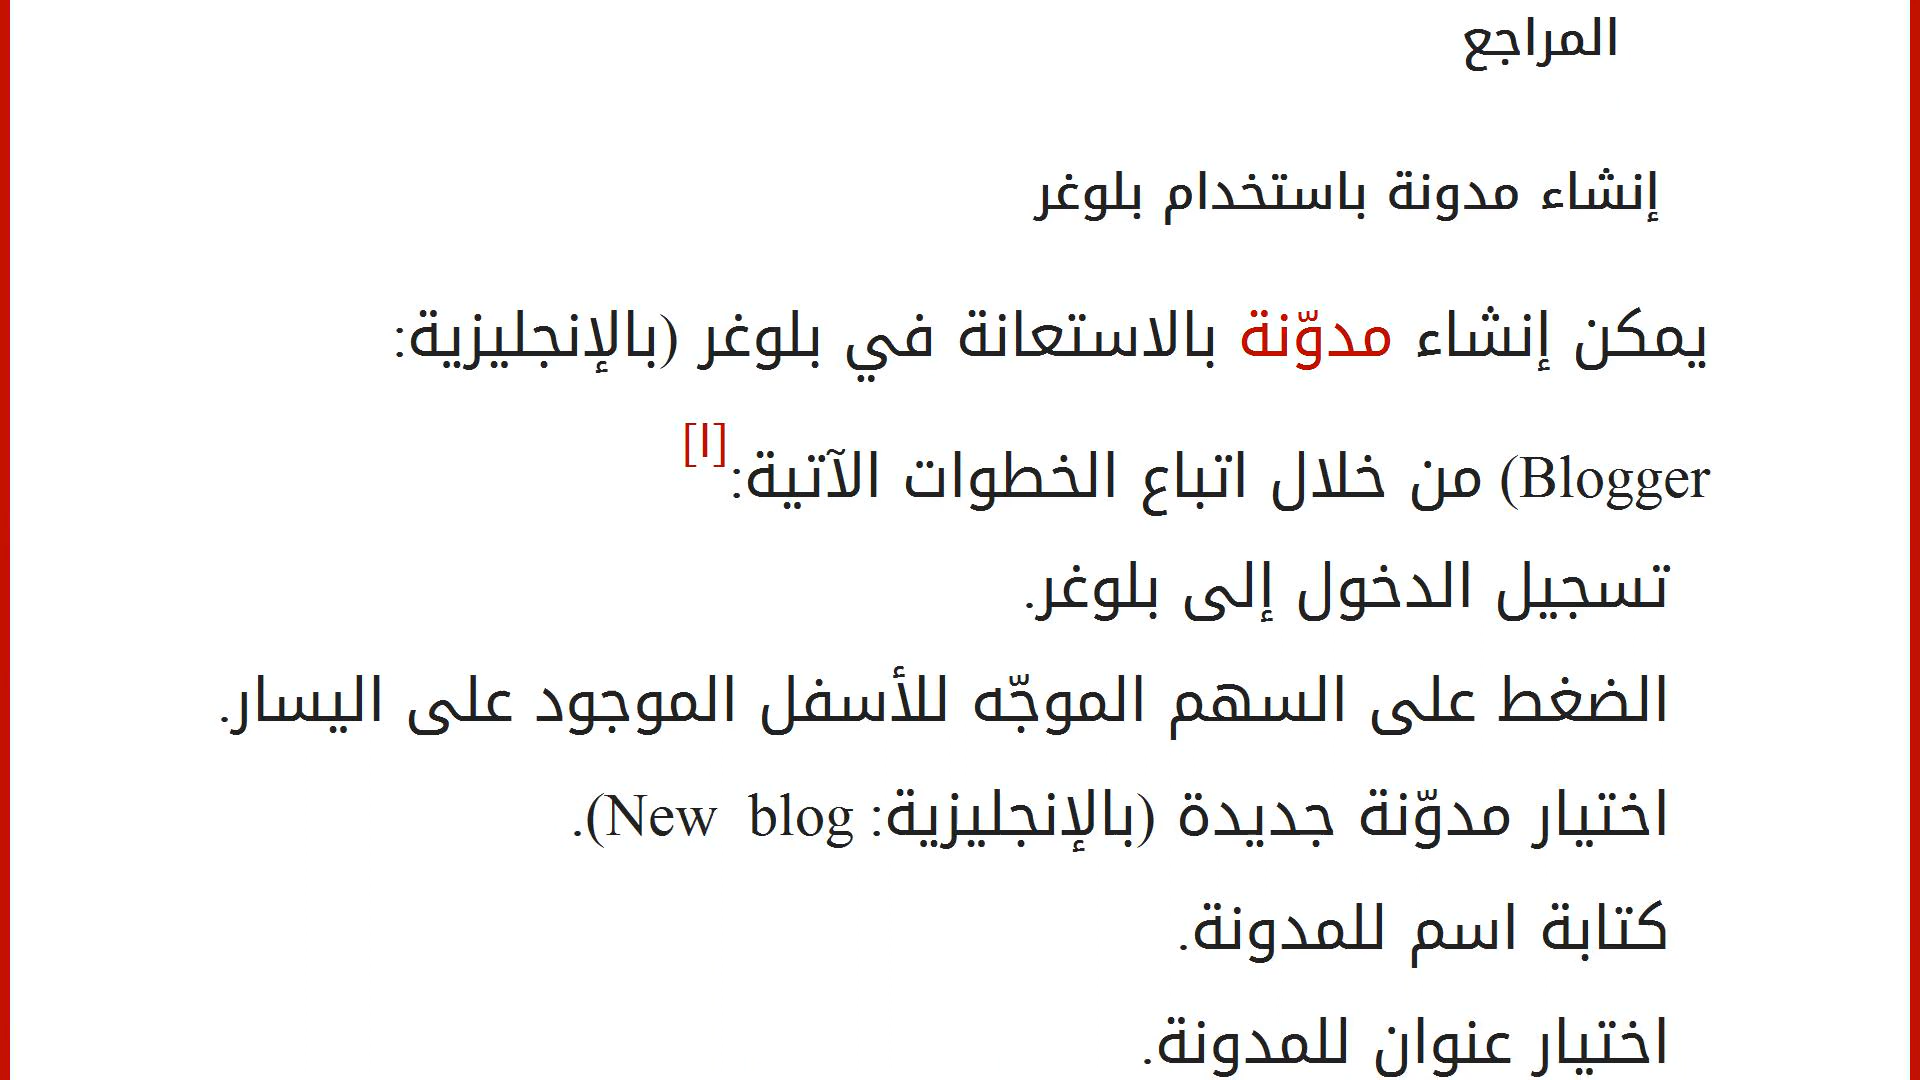 المراجع
إنشاء مدونة باستخدام بلوغر
يمكن إنشاء مدوّنة بالاستعانة في بلوغر (بالإنجليزية:
Blogger) من خلال اتباع الخطوات الآتية:[١]
تسجيل الدخول إلى بلوغر.
الضغط على السهم الموجّه للأسفل الموجود على اليسار.
اختيار مدوّنة جديدة (بالإنجليزية: New blog).
كتابة اسم للمدونة.
اختيار عنوان للمدونة.